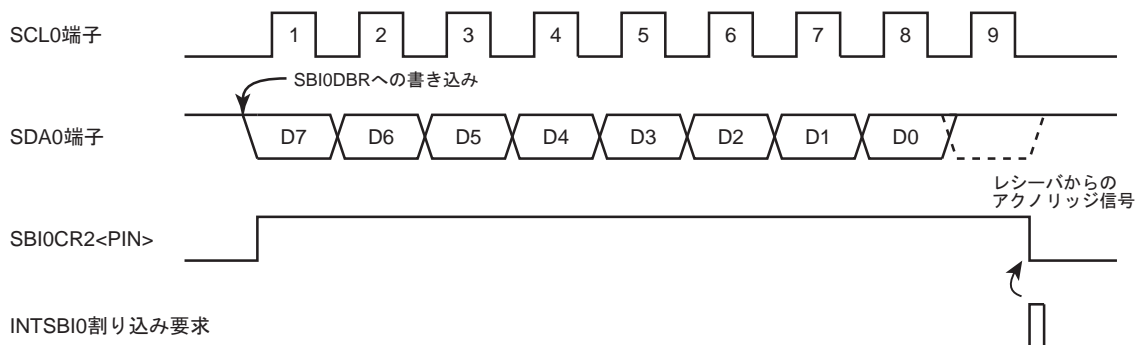 SCL0端子
1 2 3 4 5 6 7 8 9
SBI0DBRへの書き込み
SDA0端子
D7 D6 D5 D4 D3 D2 D1 D0
レシーバからの
アクノリッジ信号
SBI0CR2<PIN>
INTSBI0割り込み要求